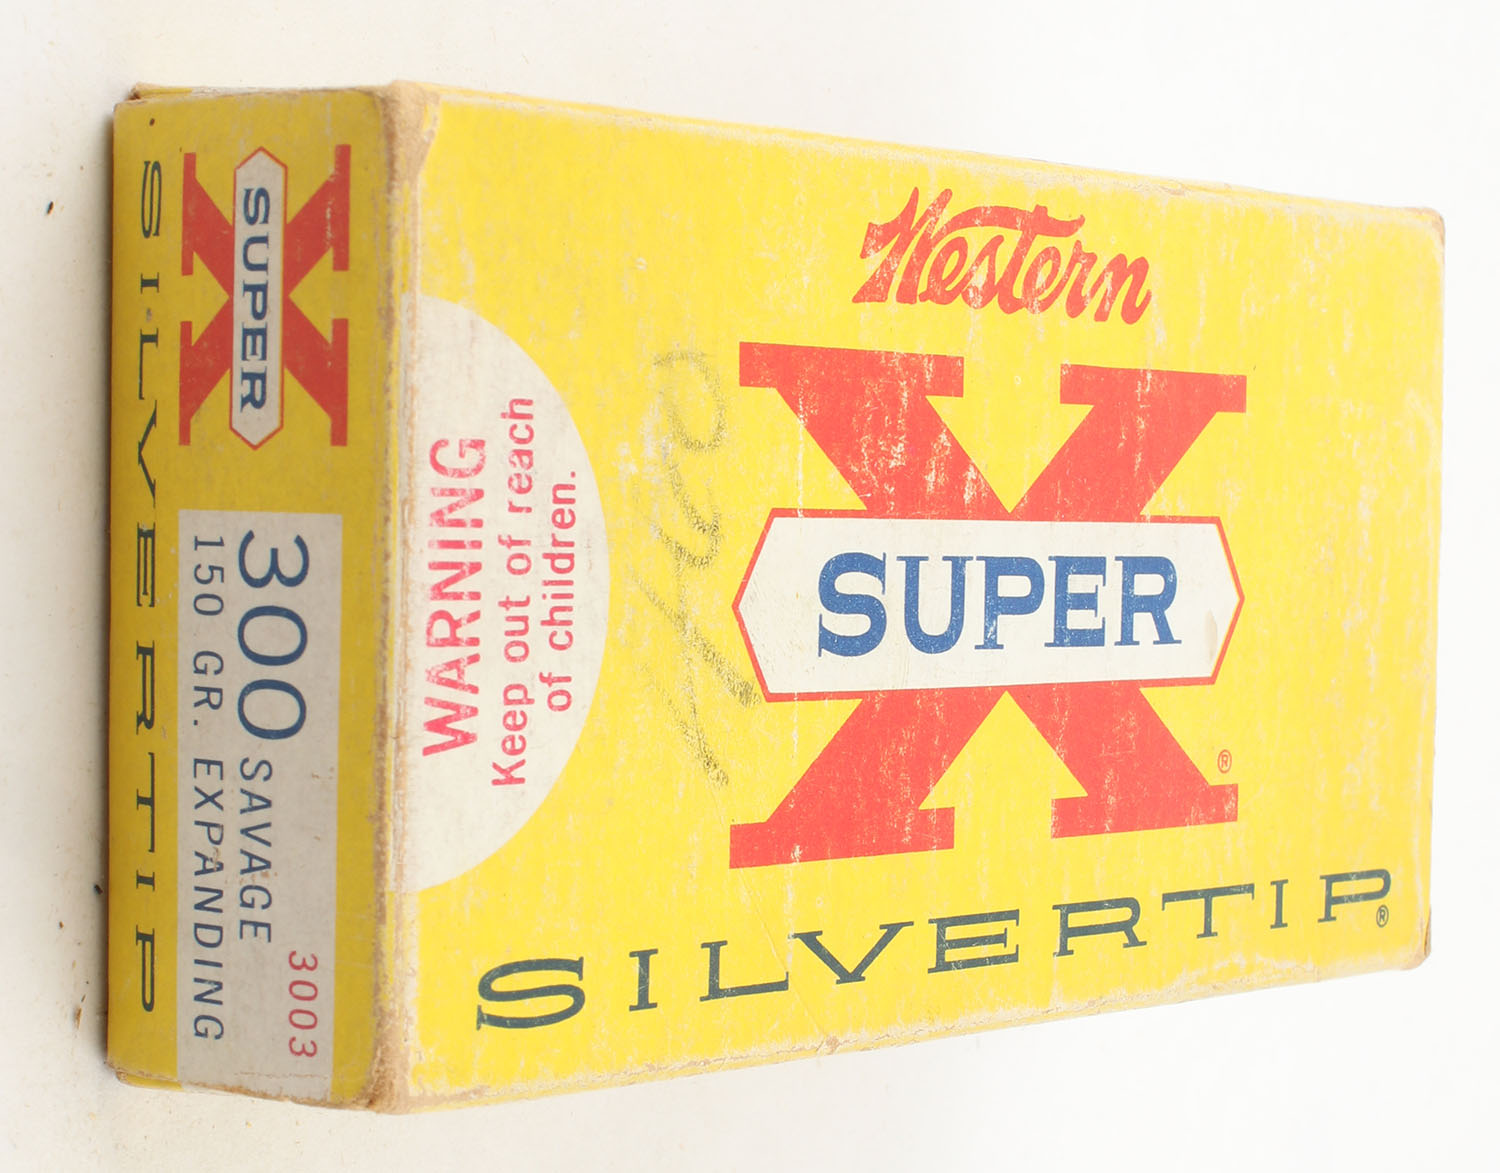 Western
SUPER X ®
SILVERTIP®
WARNING
Keep out of reach
of children.
SUPER X
SILVERTIP
300 SAVAGE
150 GR. EXPANDING
3003